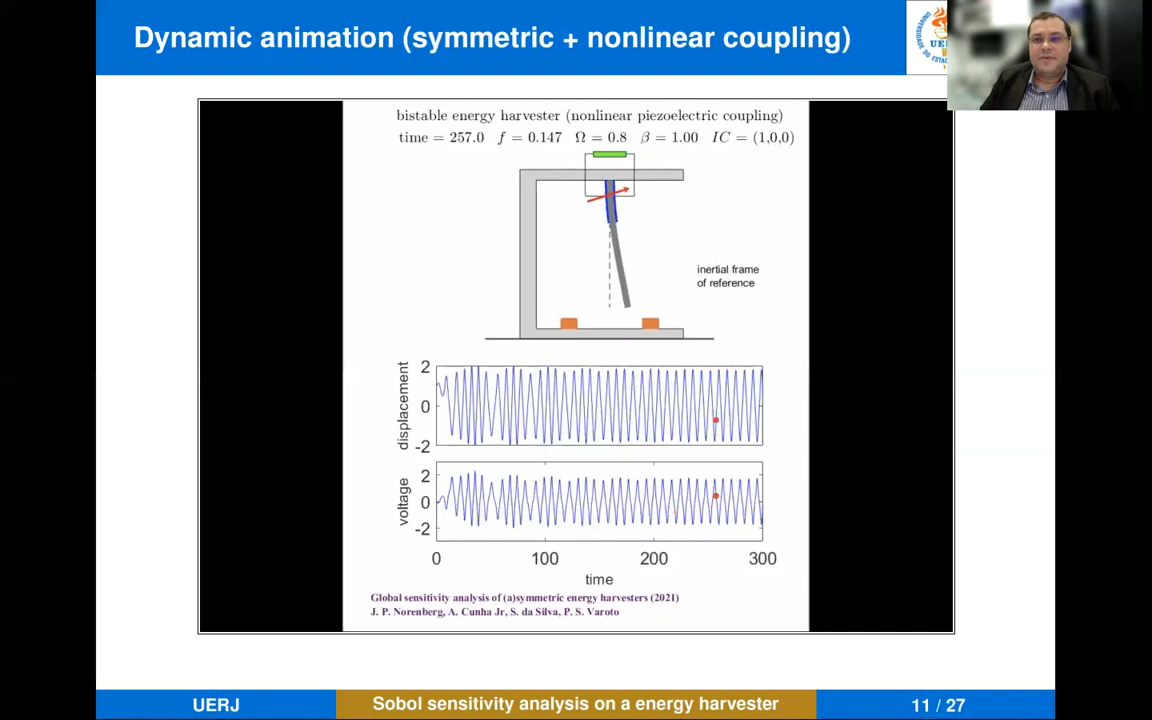 Dynamic animation (symmetric + nonlinear coupling)
UE
bistable energy harvester (nonlinear piezoelectric coupling)
time = 257.0 f = 0.147 Ω = 0.8 β = 1.00 IC = (1,0,0)
inertial frame
of reference
displacement
2
0
-2
voltage
2
0
-2
0 100 200 300
time
Global sensitivity analysis of (a)symmetric energy harvesters (2021)
J. P. Norenberg, A. Cunha Jr, S. da Silva, P. S. Varoto
UERJ Sobol sensitivity analysis on a energy harvester 11 / 27